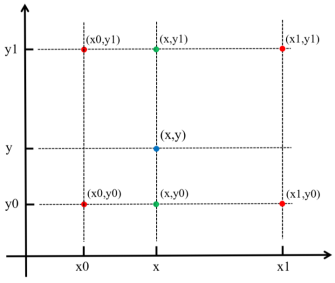 y1 (x0,y1) (x,y1) (x1,y1)
y (x,y)
y0 (x0,y0) (x,y0) (x1,y0)
x0 x x1